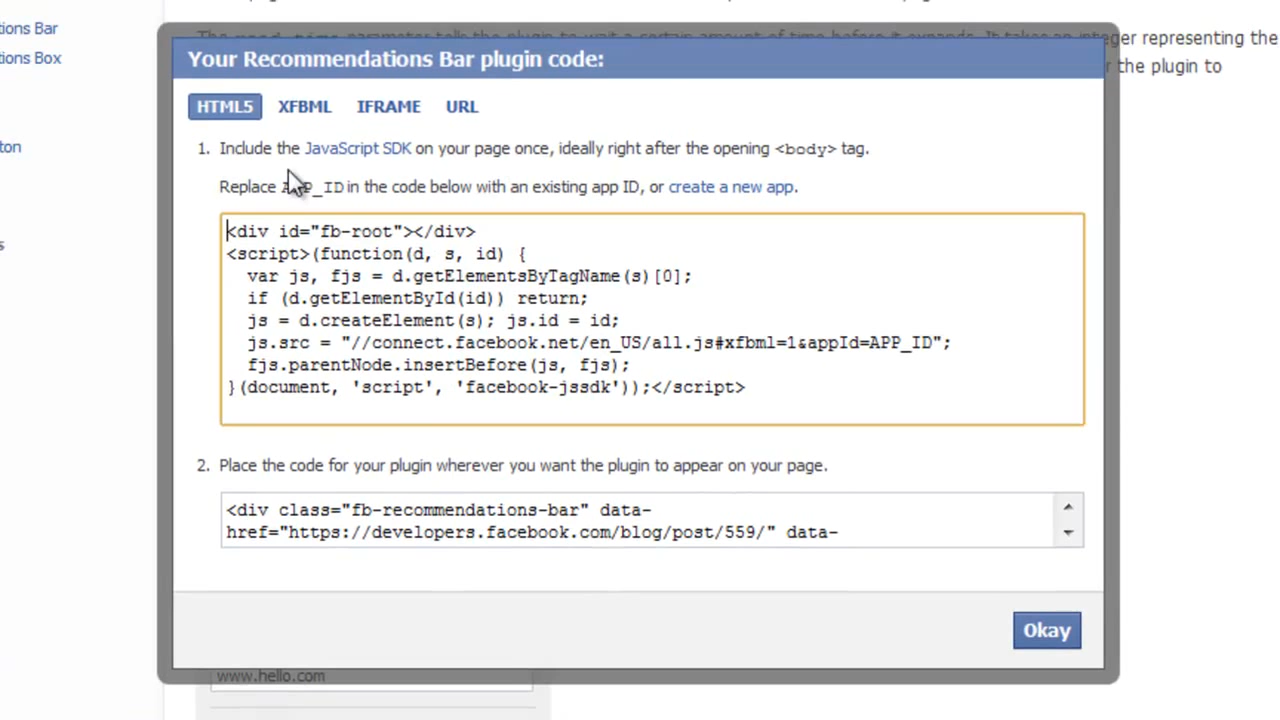 ions Bar
ions Box
ton
s
integer representing the
r the plugin to
Your Recommendations Bar plugin code:
HTML5 XFBML IFRAME URL
1. Include the JavaScript SDK on your page once, ideally right after the opening <body> tag.
Replace APP_ID in the code below with an existing app ID, or create a new app.
<div id="fb-root"></div>
<script>(function(d, s, id) {
var js, fjs = d.getElementsByTagName(s)[0];
if (d.getElementById(id)) return;
js = d.createElement(s); js.id = id;
js.src = "//connect.facebook.net/en_US/all.js#xfbml=1&appId=APP_ID";
fjs.parentNode.insertBefore(js, fjs);
}(document, 'script', 'facebook-jssdk'));</script>
2. Place the code for your plugin wherever you want the plugin to appear on your page.
<div class="fb-recommendations-bar" data-
href="https://developers.facebook.com/blog/post/559/" data-
Okay
www.hello.com